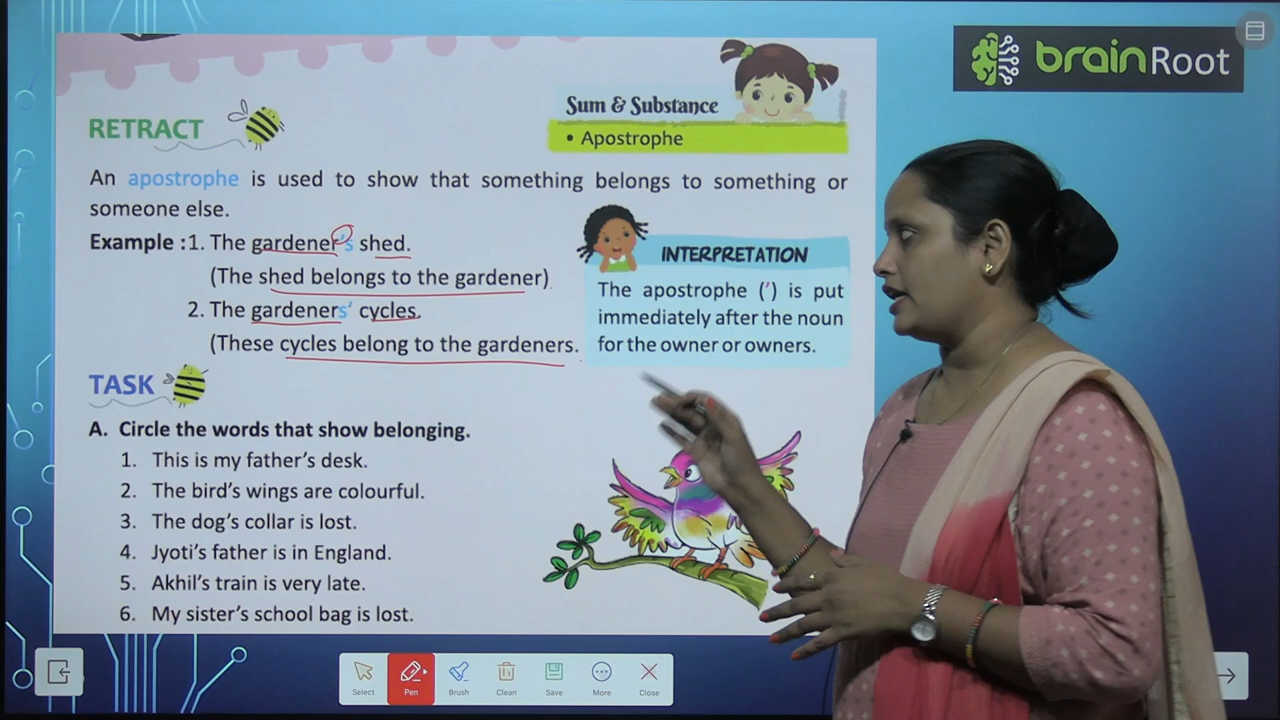 brainRoot
Sum & Substance
• Apostrophe
RETRACT
An apostrophe is used to show that something belongs to something or
someone else.
Example : 1. The gardener's shed.
(The shed belongs to the gardener)
2. The gardeners' cycles.
(These cycles belong to the gardeners.
INTERPRETATION
The apostrophe (') is put
immediately after the noun
for the owner or owners.
TASK
A. Circle the words that show belonging.
1. This is my father's desk.
2. The bird's wings are colourful.
3. The dog's collar is lost.
4. Jyoti's father is in England.
5. Akhil's train is very late.
6. My sister's school bag is lost.
Select Pen Brush Clean Save More Close